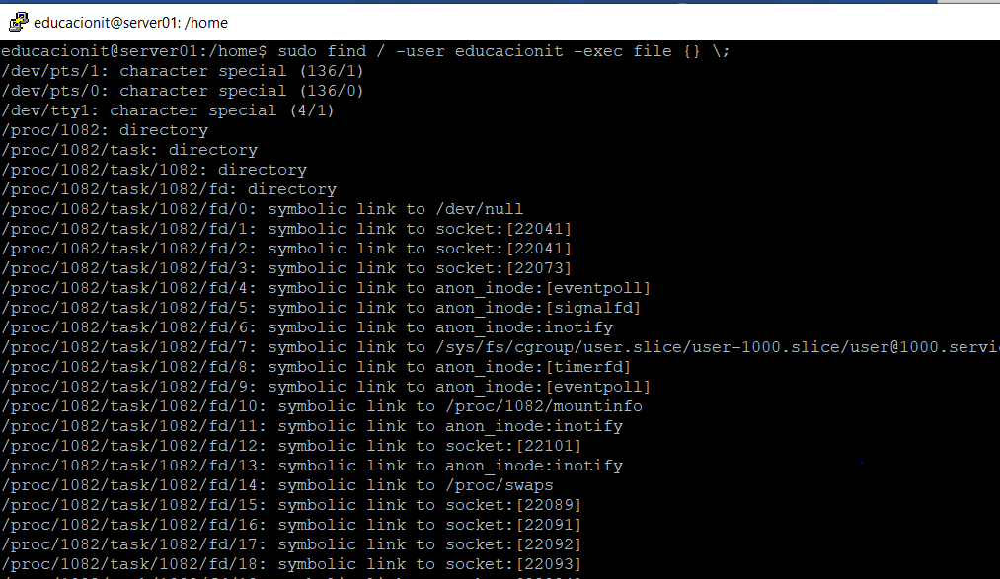 educacionit@server01: /home
educacionit@server01:/home$ sudo find / -user educacionit -exec file {} \;
/dev/pts/1: character special (136/1)
/dev/pts/0: character special (136/0)
/dev/tty1: character special (4/1)
/proc/1082: directory
/proc/1082/task: directory
/proc/1082/task/1082: directory
/proc/1082/task/1082/fd: directory
/proc/1082/task/1082/fd/0: symbolic link to /dev/null
/proc/1082/task/1082/fd/1: symbolic link to socket:[22041]
/proc/1082/task/1082/fd/2: symbolic link to socket:[22041]
/proc/1082/task/1082/fd/3: symbolic link to socket:[22073]
/proc/1082/task/1082/fd/4: symbolic link to anon_inode:[eventpoll]
/proc/1082/task/1082/fd/5: symbolic link to anon_inode:[signalfd]
/proc/1082/task/1082/fd/6: symbolic link to anon_inode:inotify
/proc/1082/task/1082/fd/7: symbolic link to /sys/fs/cgroup/user.slice/user-1000.slice/user@1000.servi
/proc/1082/task/1082/fd/8: symbolic link to anon_inode:[timerfd]
/proc/1082/task/1082/fd/9: symbolic link to anon_inode:[eventpoll]
/proc/1082/task/1082/fd/10: symbolic link to /proc/1082/mountinfo
/proc/1082/task/1082/fd/11: symbolic link to anon_inode:inotify
/proc/1082/task/1082/fd/12: symbolic link to socket:[22101]
/proc/1082/task/1082/fd/13: symbolic link to anon_inode:inotify
/proc/1082/task/1082/fd/14: symbolic link to /proc/swaps
/proc/1082/task/1082/fd/15: symbolic link to socket:[22089]
/proc/1082/task/1082/fd/16: symbolic link to socket:[22091]
/proc/1082/task/1082/fd/17: symbolic link to socket:[22092]
/proc/1082/task/1082/fd/18: symbolic link to socket:[22093]